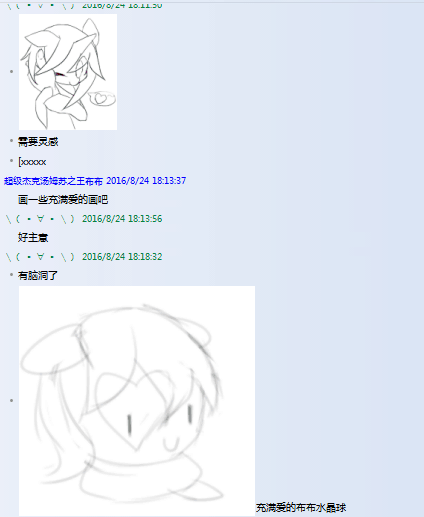 \ ( • ∀ • \ ) 2016/8/24 18:11:50
需要灵感
[xxxxx
超级杰克汤姆苏之王布布 2016/8/24 18:13:37
画一些充满爱的画吧
\ ( • ∀ • \ ) 2016/8/24 18:13:56
好主意
\ ( • ∀ • \ ) 2016/8/24 18:18:32
有脑洞了
充满爱的布布水晶球